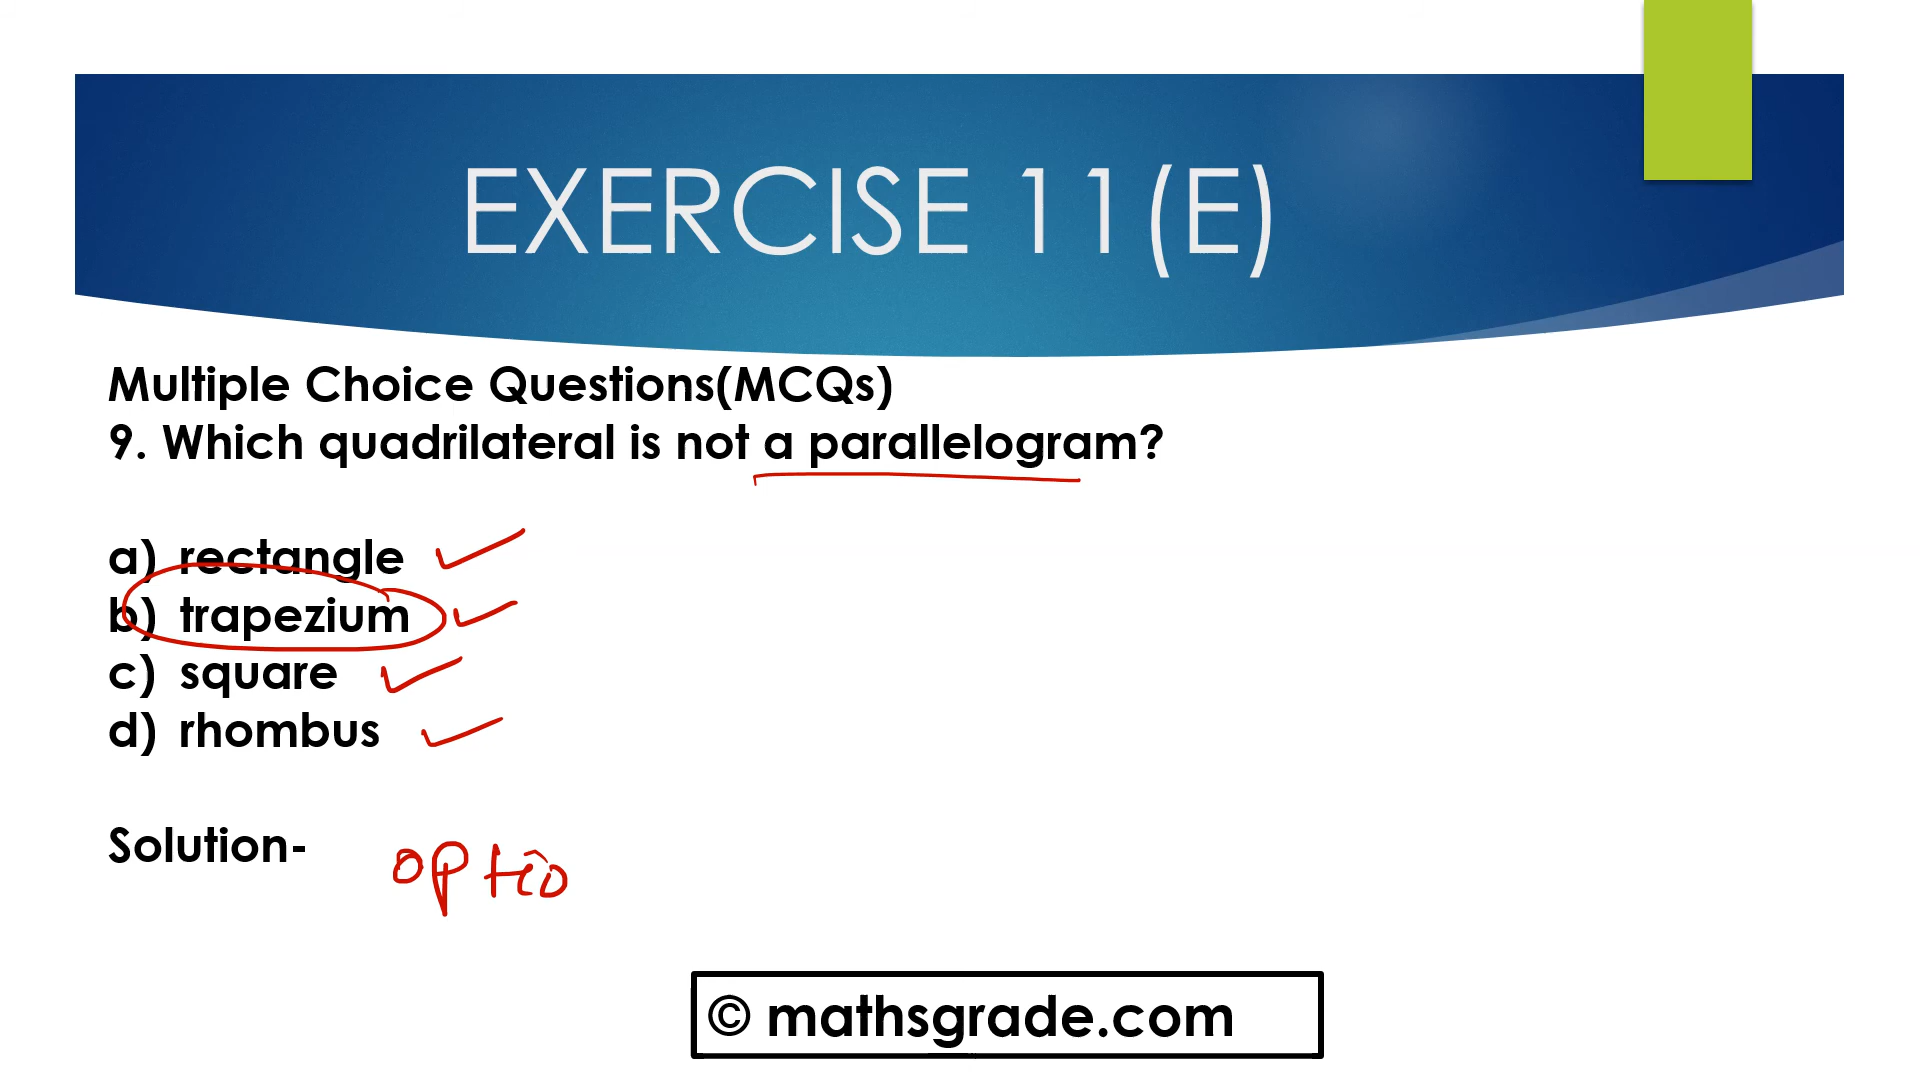 EXERCISE 11(E)
Multiple Choice Questions(MCQs)
9. Which quadrilateral is not a parallelogram?
a) rectangle
b) trapezium
c) square
d) rhombus
Solution- optio
© mathsgrade.com